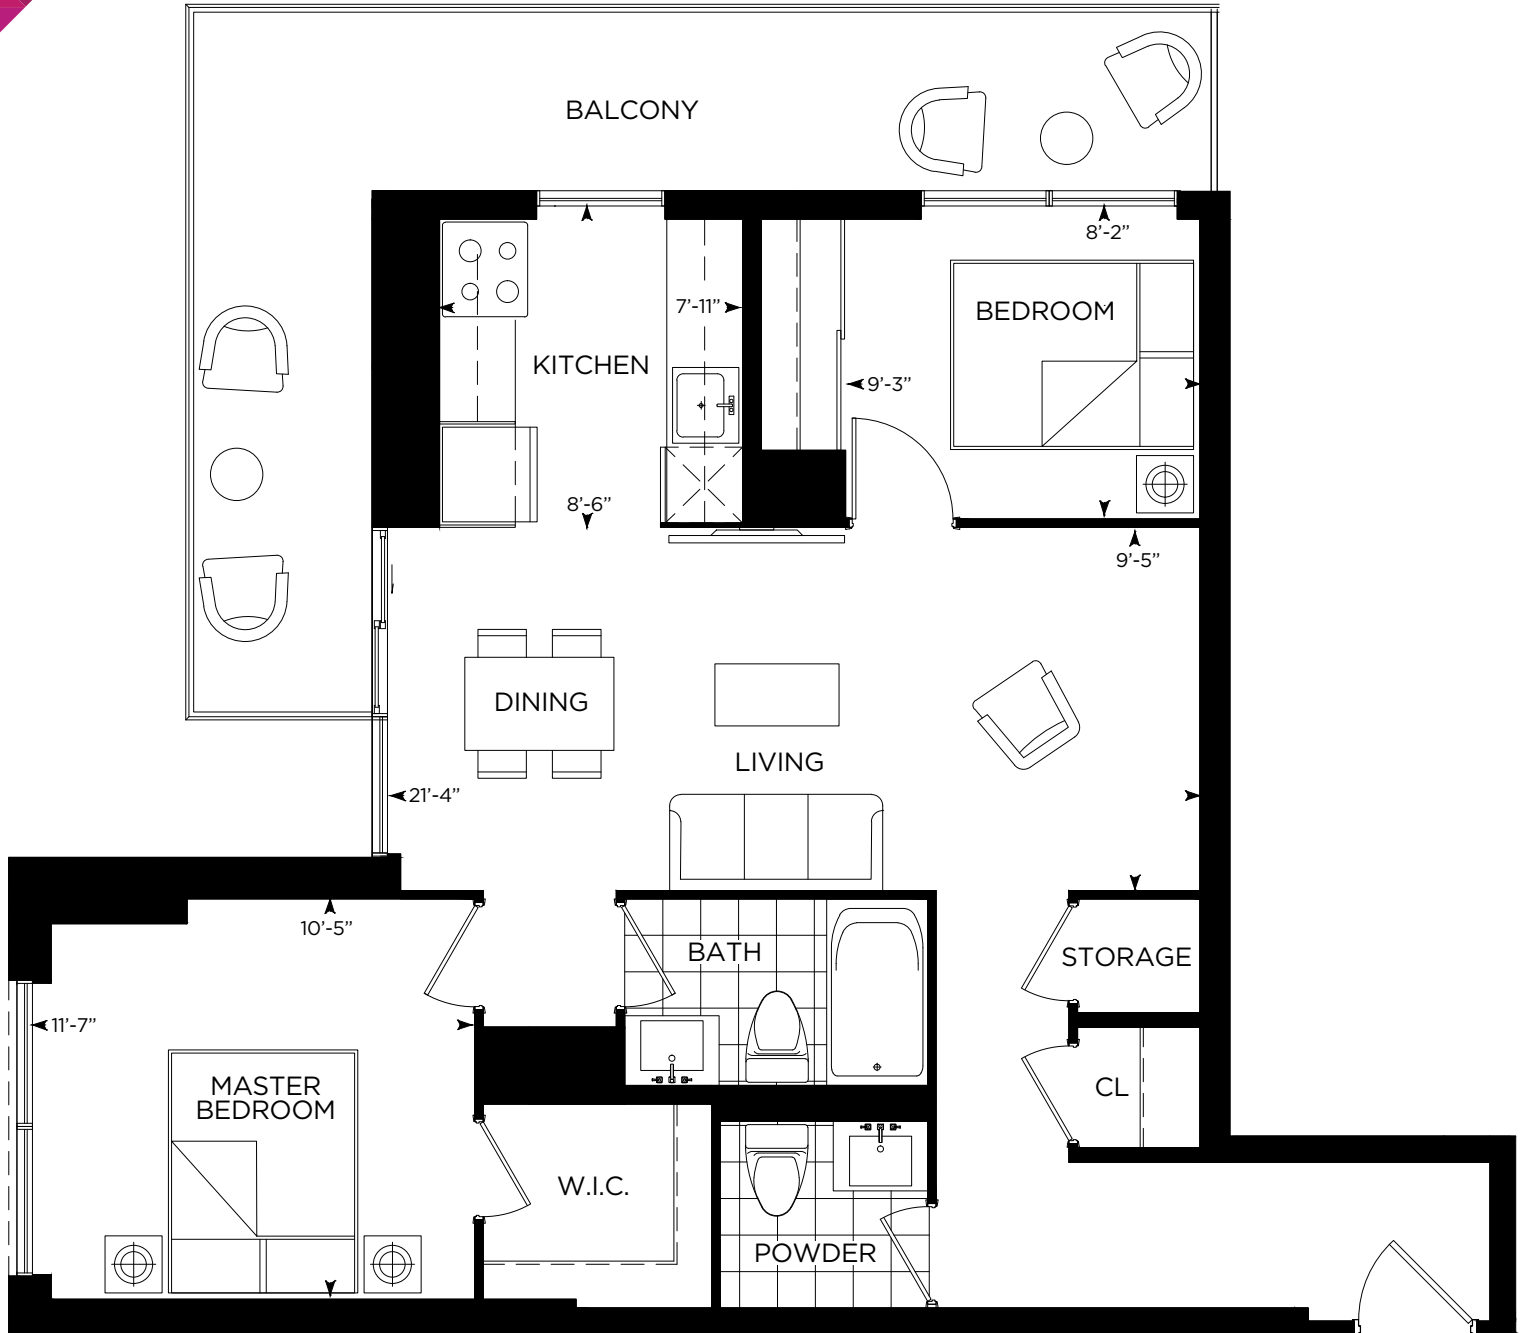 BALCONY
8’-2”
7’-11”
BEDROOM
KITCHEN
9’-3”
8’-6”
9’-5”
DINING
LIVING
21’-4”
10’-5”
BATH
STORAGE
11’-7”
MASTER
BEDROOM
CL
W.I.C.
POWDER